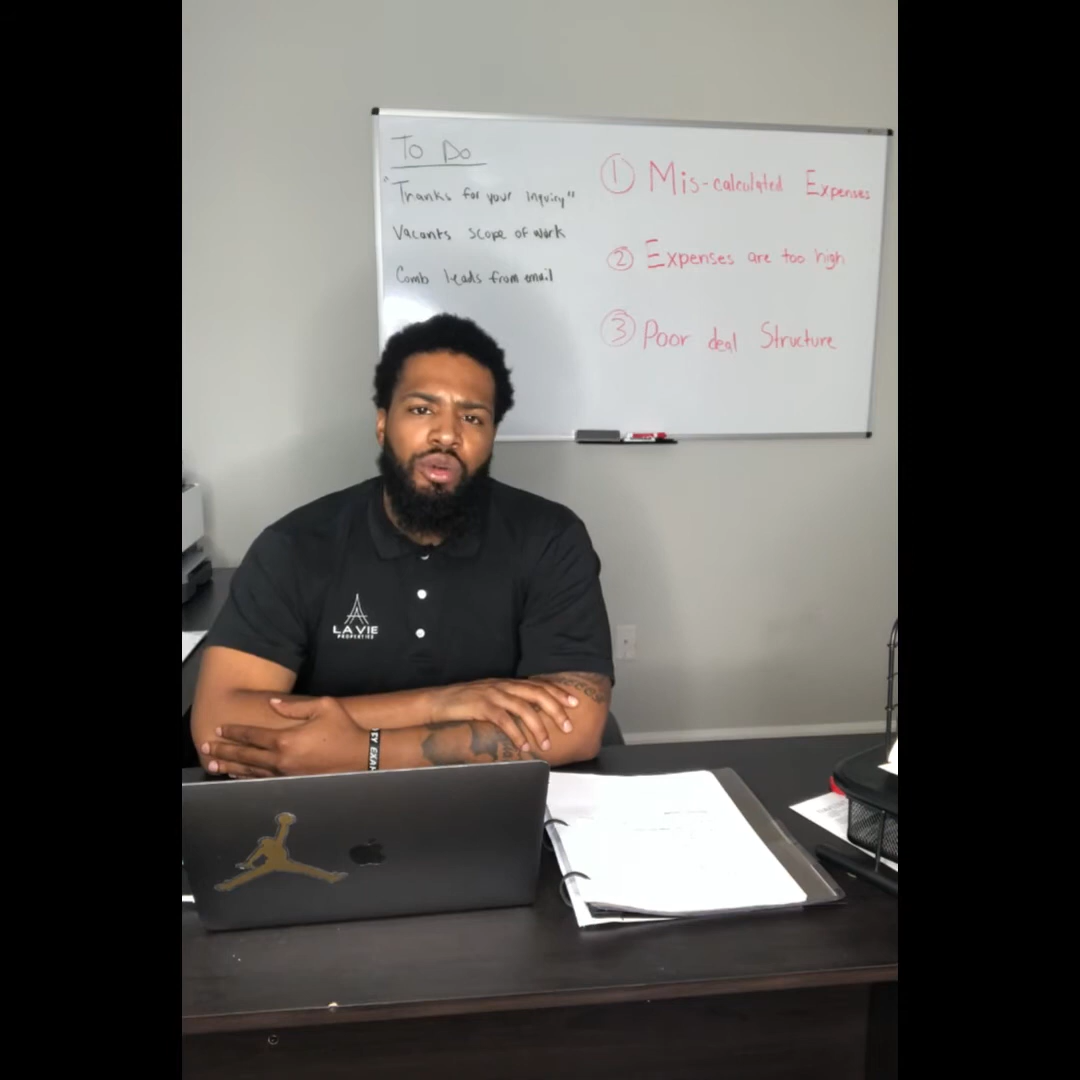 To Do
"Thanks for your inquiry"
Vacants scope of work
Comb leads from email
① Mis-calculated Expenses
② Expenses are too high
③ Poor deal Structure
LA VIE
PROPERTIES